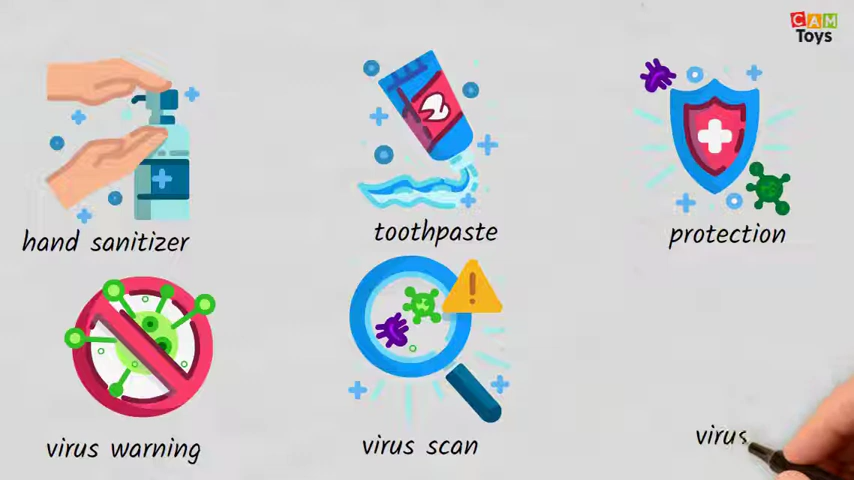 CAM
Toys
hand sanitizer
toothpaste
protection
virus warning
virus scan
virus